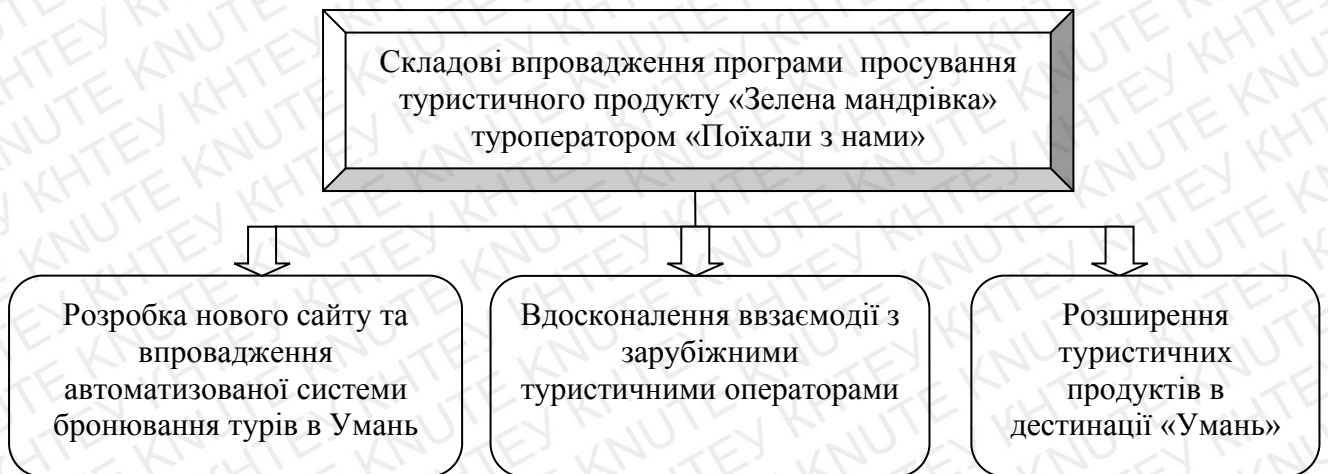 Складові впровадження програми просування
туристичного продукту «Зелена мандрівка»
туроператором «Поїхали з нами»
Розробка нового сайту та
впровадження
автоматизованої системи
бронювання турів в Умань
Вдосконалення ввзаємодії з
зарубіжними
туристичними операторами
Розширення
туристичних
продуктів в
дестинації «Умань»